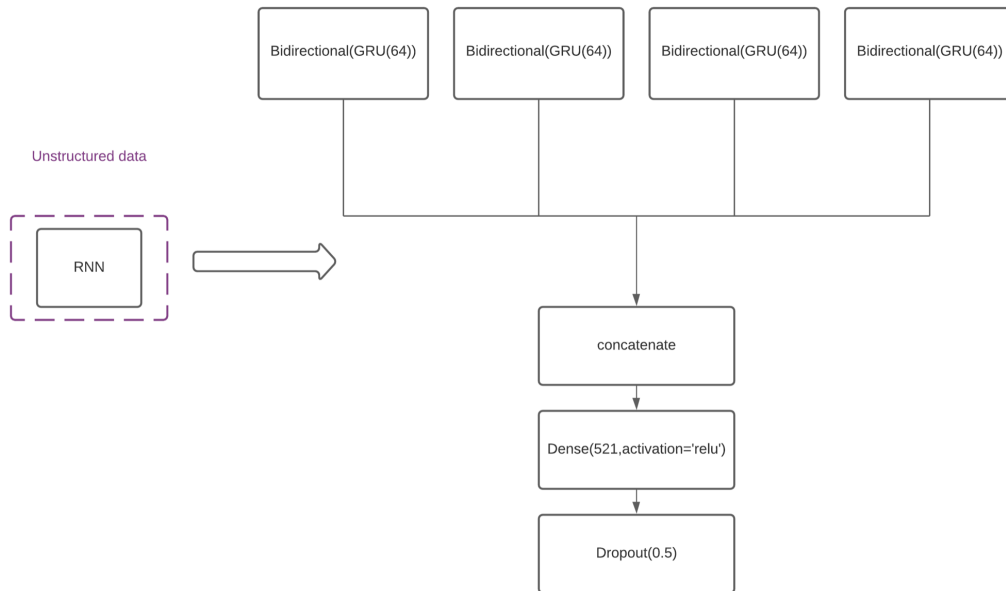 Bidirectional(GRU(64))
Bidirectional(GRU(64))
Bidirectional(GRU(64))
Bidirectional(GRU(64))
Unstructured data
RNN
concatenate
Dense(521,activation='relu')
Dropout(0.5)